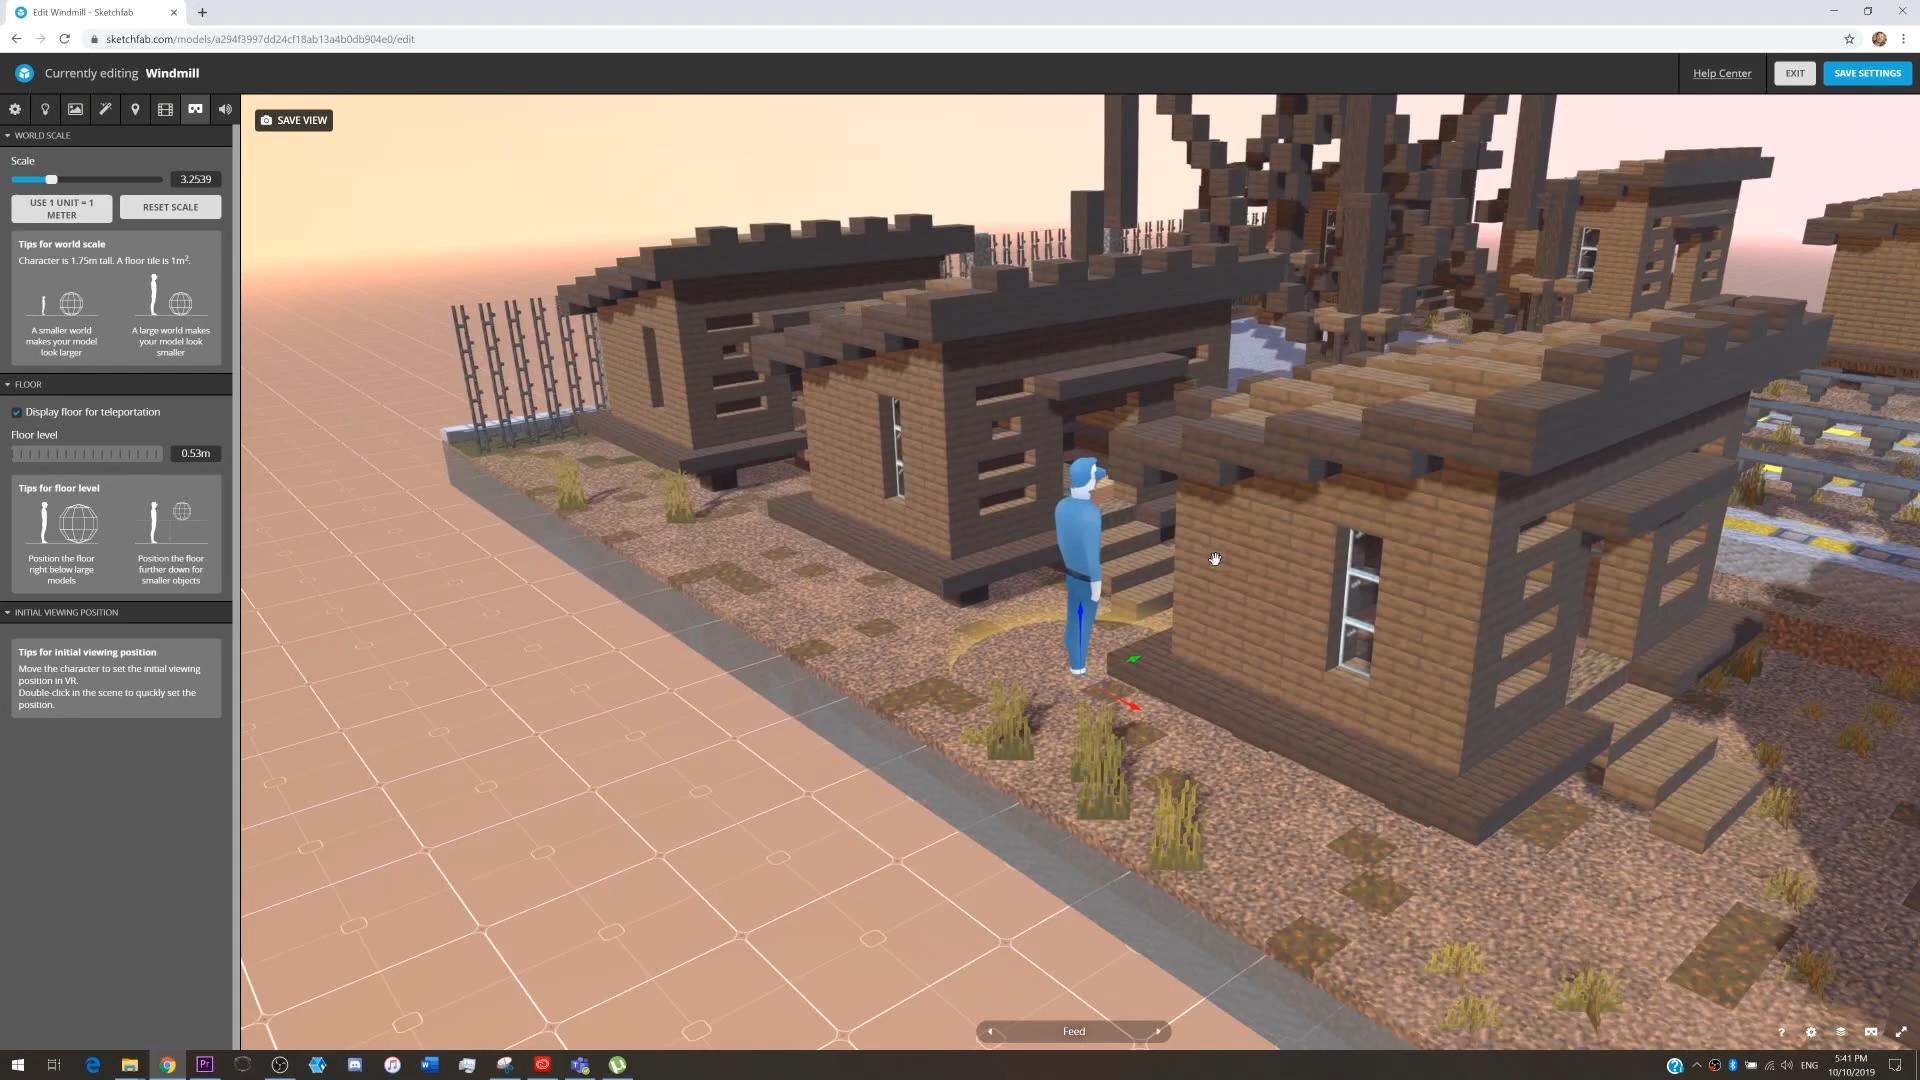 Edit Windmill - Sketchfab
sketchfab.com/models/a294f3997dd24cf18ab13a4b0db904e0/edit
Currently editing Windmill
Help Center
EXIT
SAVE SETTINGS
SAVE VIEW
WORLD SCALE
Scale
3.2539
USE 1 UNIT = 1
METER
RESET SCALE
Tips for world scale
Character is 1.75m tall. A floor tile is 1m².
A smaller world
makes your model
look larger
A large world makes
your model look
smaller
FLOOR
Display floor for teleportation
Floor level
0.53m
Tips for floor level
Position the floor
right below large
models
Position the floor
further down for
smaller objects
INITIAL VIEWING POSITION
Tips for initial viewing position
Move the character to set the initial viewing
position in VR.
Double-click in the scene to quickly set the
position.
Feed
?
Pr
ENG
5:41 PM
10/10/2019